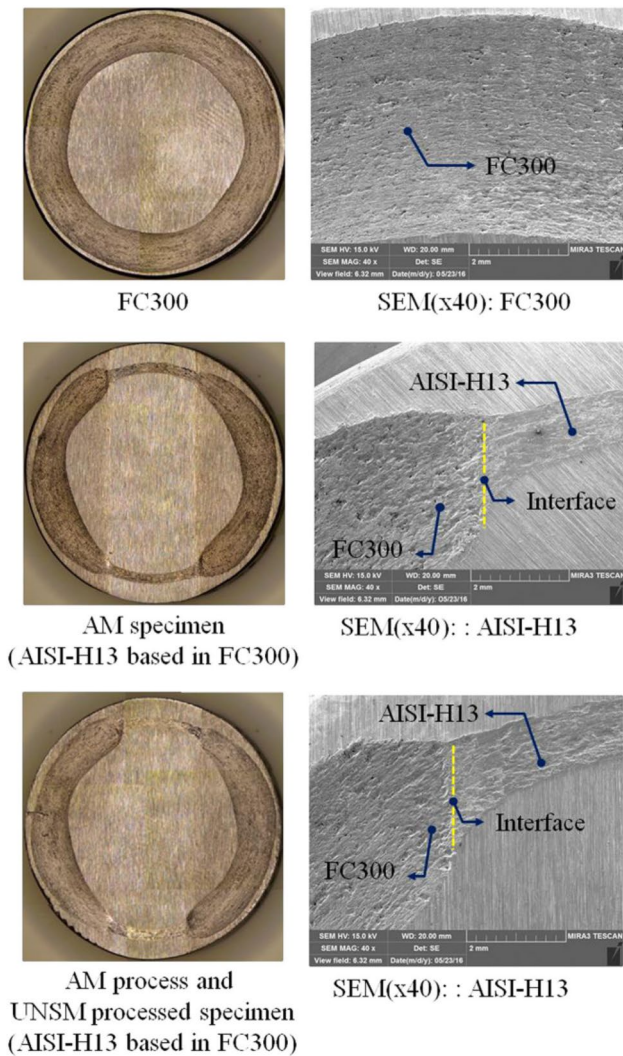 FC300
SEM HV: 15.0 kV
WD: 20.00 mm
MIRA3 TESCAN
SEM MAG: 40 x
Det: SE
2 mm
View field: 6.32 mm
Date(m/d/y): 05/23/16
FC300
SEM(x40): FC300
AISI-H13
Interface
FC300
SEM HV: 15.0 kV
WD: 20.00 mm
MIRA3 TESCAN
SEM MAG: 40 x
Det: SE
2 mm
View field: 6.32 mm
Date(m/d/y): 05/23/16
AM specimen
(AISI-H13 based in FC300)
SEM(x40): : AISI-H13
AISI-H13
Interface
FC300
SEM HV: 15.0 kV
WD: 20.00 mm
MIRA3 TESCAN
SEM MAG: 40 x
Det: SE
2 mm
View field: 6.32 mm
Date(m/d/y): 05/23/16
AM process and
UNSM processed specimen
(AISI-H13 based in FC300)
SEM(x40): : AISI-H13